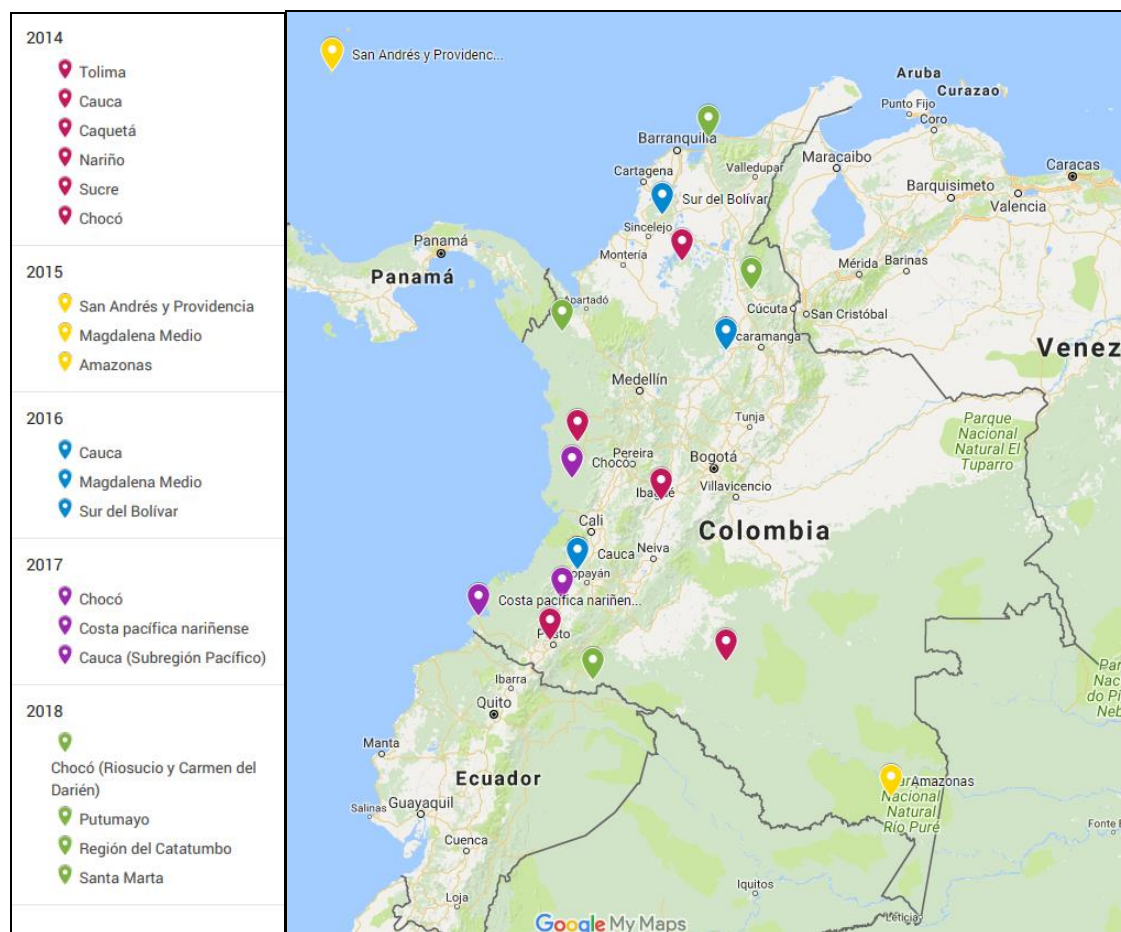 2014
Tolima
Cauca
Caquetá
Nariño
Sucre
Chocó
2015
San Andrés y Providencia
Magdalena Medio
Amazonas
2016
Cauca
Magdalena Medio
Sur del Bolívar
2017
Chocó
Costa pacífica nariñense
Cauca (Subregión Pacífico)
2018
Chocó (Riosucio y Carmen del
Darién)
Putumayo
Región del Catatumbo
Santa Marta
San Andrés y Providenc...
Aruba
Curazao
Punto Fijo
Coro
Barranquilla
Maracaibo
Caracas
Cartagena
Valledupar
Barquisimeto
Valencia
Sur del Bolívar
Sincelejo
Panamá
Montería
Mérida
Barinas
Panamá
Apartadó
Cúcuta
San Cristóbal
caramanga
Venez
Medellín
Tunja
Parque
Nacional
Natural El
Tuparro
Pereira
Chocó
Bogotá
Ibagué
Villavicencio
Cali
Colombia
Cauca
Neiva
opayán
Costa pacífica nariñen...
Pasto
Ibarra
Quito
Manta
Ecuador
Amazonas
Nacional
Natural
Río Puré
Salinas
Guayaquil
Cuenca
Loja
Iquitos
Leticia
Google My Maps